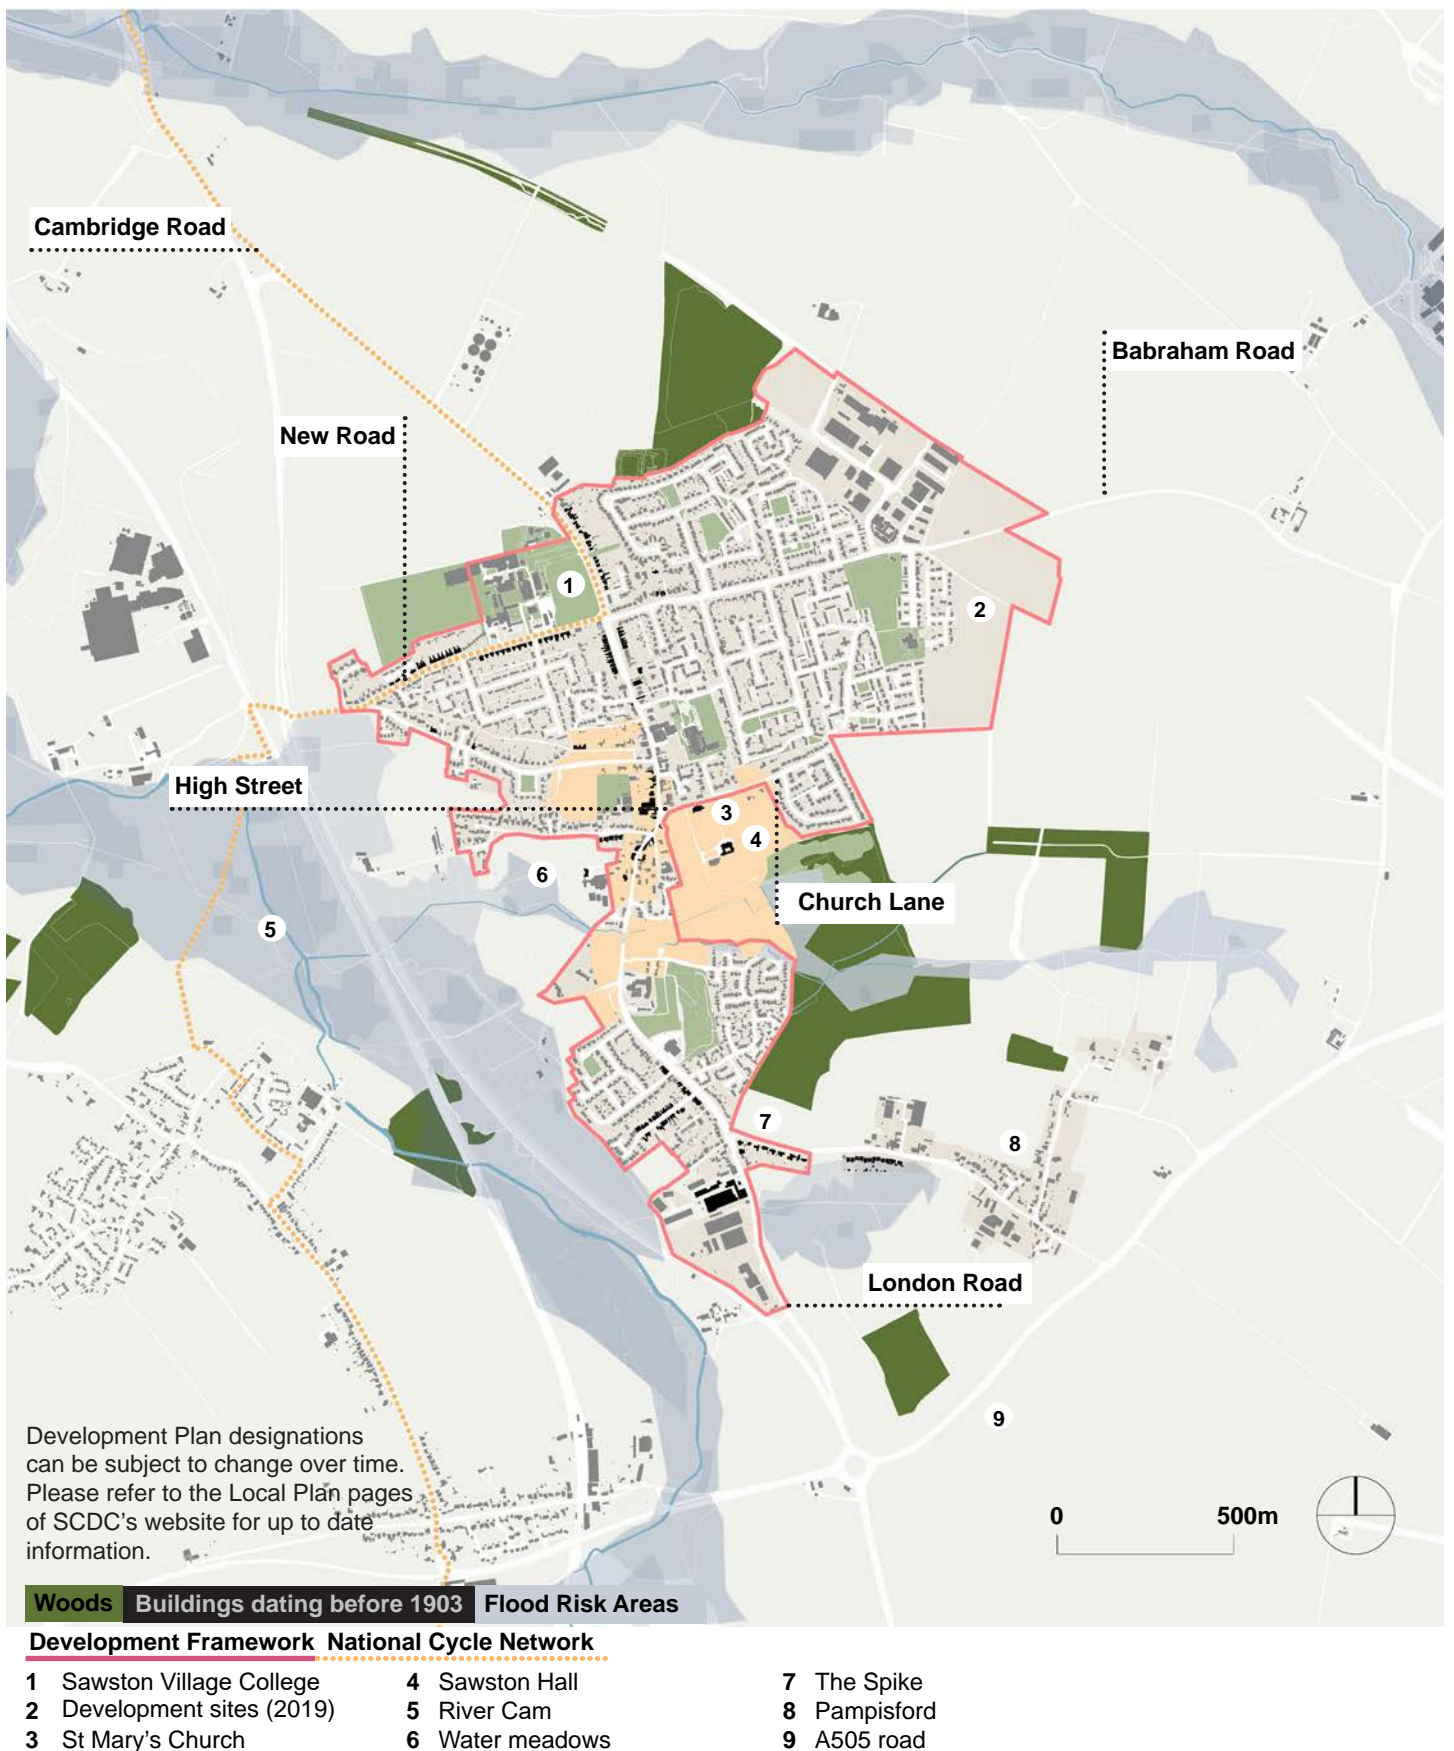 Cambridge Road
Babraham Road
New Road
1
2
High Street
3
4
6
Church Lane
5
7
8
London Road
9
Development Plan designations
can be subject to change over time.
Please refer to the Local Plan pages
of SCDC's website for up to date
information.
0 500m
Woods Buildings dating before 1903 Flood Risk Areas
Development Framework National Cycle Network
1 Sawston Village College
2 Development sites (2019)
3 St Mary's Church
4 Sawston Hall
5 River Cam
6 Water meadows
7 The Spike
8 Pampisford
9 A505 road